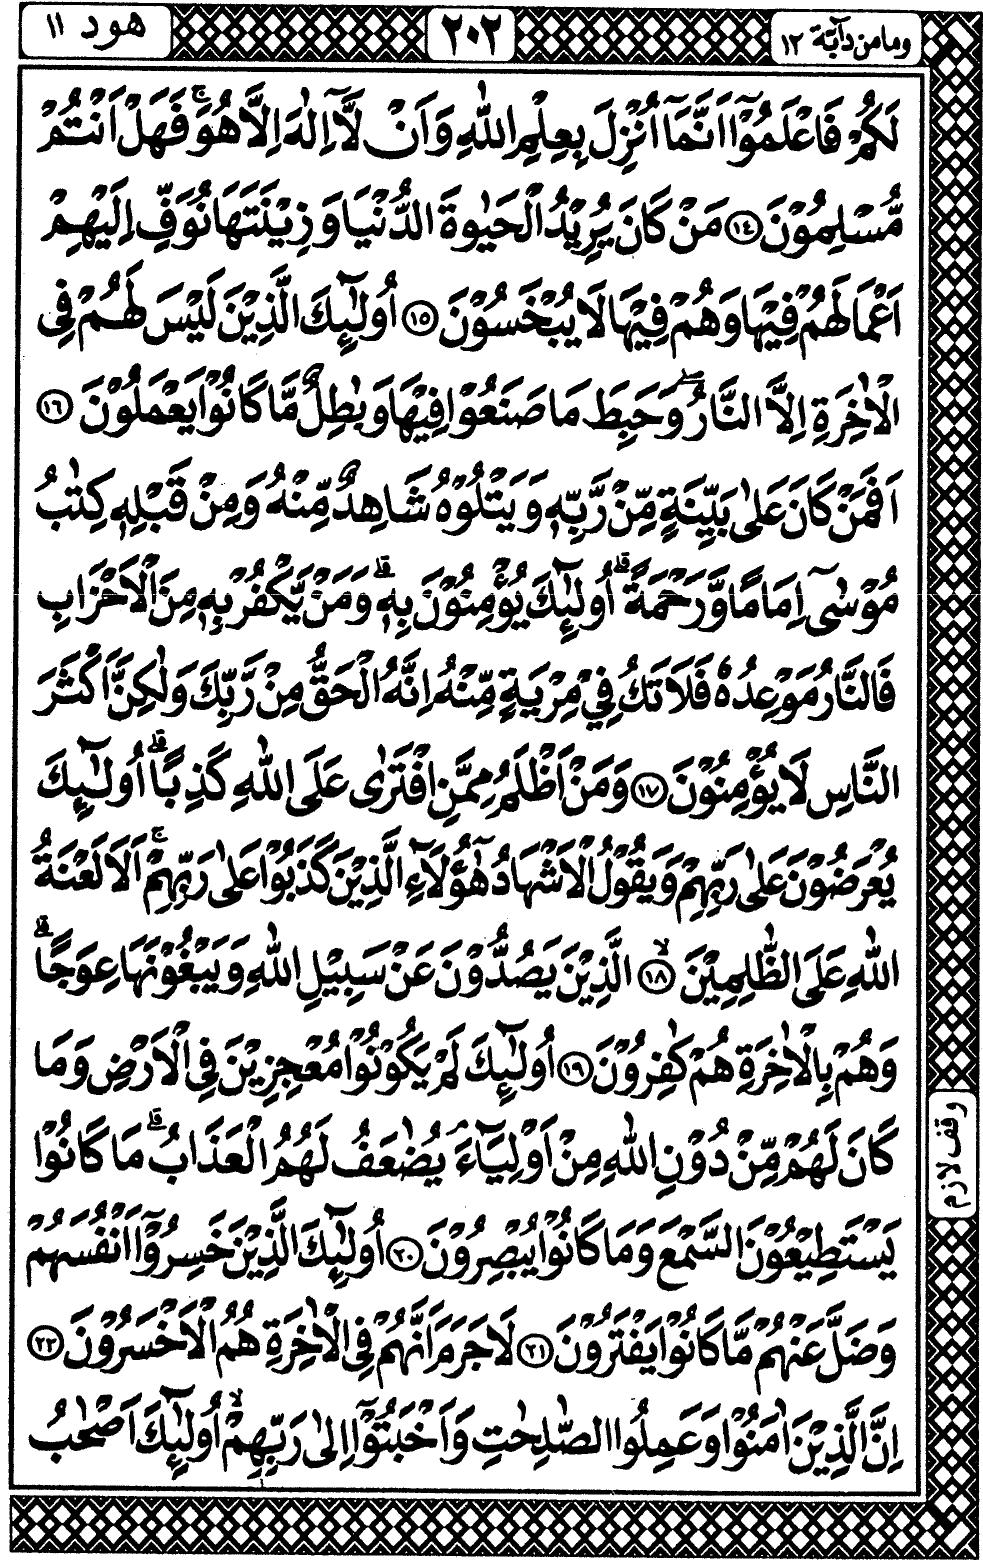 ومامن دآبة ١٢
٢٠٢
هود ١١
لَكُمْ فَاعْلَمُوْۤا اَنَّمَاۤ اُنْزِلَ بِعِلْمِ اللّٰهِ وَاَنْ لَّاۤ اِلٰهَ اِلَّا هُوَ ۚ فَهَلْ اَنْتُمْ
مُّسْلِمُوْنَ ﴿١٤﴾ مَنْ كَانَ يُرِيْدُ الْحَيٰوةَ الدُّنْيَا وَزِيْنَتَهَا نُوَفِّ اِلَيْهِمْ
اَعْمَالَهُمْ فِيْهَا وَهُمْ فِيْهَا لَا يُبْخَسُوْنَ ﴿١٥﴾ اُولٰٓئِكَ الَّذِيْنَ لَيْسَ لَهُمْ فِي
الْاٰخِرَةِ اِلَّا النَّارُ ۖ وَحَبِطَ مَا صَنَعُوْا فِيْهَا وَبٰطِلٌ مَّا كَانُوْا يَعْمَلُوْنَ ﴿١٦﴾
اَفَمَنْ كَانَ عَلٰى بَيِّنَةٍ مِّنْ رَّبِّهٖ وَيَتْلُوْهُ شَاهِدٌ مِّنْهُ وَمِنْ قَبْلِهٖ كِتٰبُ
مُوْسٰۤى اِمَامًا وَّرَحْمَةً ؕ اُولٰٓئِكَ يُؤْمِنُوْنَ بِهٖ ؕ وَمَنْ يَّكْفُرْ بِهٖ مِنَ الْاَحْزَابِ
فَالنَّارُ مَوْعِدُهٗ ۚ فَلَا تَكُ فِيْ مِرْيَةٍ مِّنْهُ اِنَّهُ الْحَقُّ مِنْ رَّبِّكَ وَلٰكِنَّ اَكْثَرَ
النَّاسِ لَا يُؤْمِنُوْنَ ﴿١٧﴾ وَمَنْ اَظْلَمُ مِمَّنِ افْتَرٰى عَلَى اللّٰهِ كَذِبًا ؕ اُولٰٓئِكَ
يُعْرَضُوْنَ عَلٰى رَبِّهِمْ وَيَقُوْلُ الْاَشْهَادُ هٰۤؤُلَاۤءِ الَّذِيْنَ كَذَبُوْا عَلٰى رَبِّهِمْ ۚ اَلَا لَعْنَةُ
اللّٰهِ عَلَى الظّٰلِمِيْنَ ۙ﴿١٨﴾ الَّذِيْنَ يَصُدُّوْنَ عَنْ سَبِيْلِ اللّٰهِ وَيَبْغُوْنَهَا عِوَجًا ؕ
وَهُمْ بِالْاٰخِرَةِ هُمْ كٰفِرُوْنَ ﴿١٩﴾ اُولٰٓئِكَ لَمْ يَكُوْنُوْا مُعْجِزِيْنَ فِي الْاَرْضِ وَمَا
كَانَ لَهُمْ مِّنْ دُوْنِ اللّٰهِ مِنْ اَوْلِيَاۤءَ ۘ يُضٰعَفُ لَهُمُ الْعَذَابُ ؕ مَا كَانُوْا
وقف لازم
يَسْتَطِيْعُوْنَ السَّمْعَ وَمَا كَانُوْا يُبْصِرُوْنَ ﴿٢٠﴾ اُولٰٓئِكَ الَّذِيْنَ خَسِرُوْۤا اَنْفُسَهُمْ
وَضَلَّ عَنْهُمْ مَّا كَانُوْا يَفْتَرُوْنَ ﴿٢١﴾ لَا جَرَمَ اَنَّهُمْ فِي الْاٰخِرَةِ هُمُ الْاَخْسَرُوْنَ ﴿٢٢﴾
اِنَّ الَّذِيْنَ اٰمَنُوْا وَعَمِلُوا الصّٰلِحٰتِ وَاَخْبَتُوْۤا اِلٰى رَبِّهِمْ ۙ اُولٰٓئِكَ اَصْحٰبُ